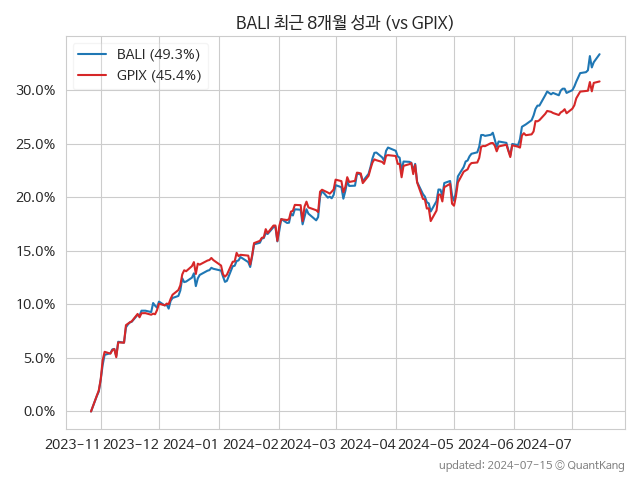 BALI 최근 8개월 성과 (vs GPIX)
BALI (49.3%)
GPIX (45.4%)
30.0%
25.0%
20.0%
15.0%
10.0%
5.0%
0.0%
2023-11 2023-12 2024-01 2024-02 2024-03 2024-04 2024-05 2024-06 2024-07
updated: 2024-07-15 © QuantKang